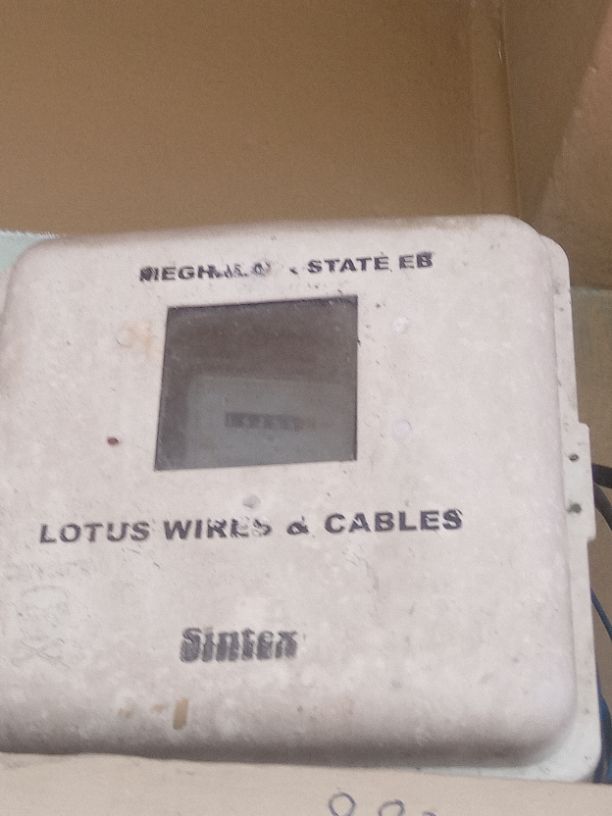 STATE EB
LOTUS WIRES & CABLES
Sintex